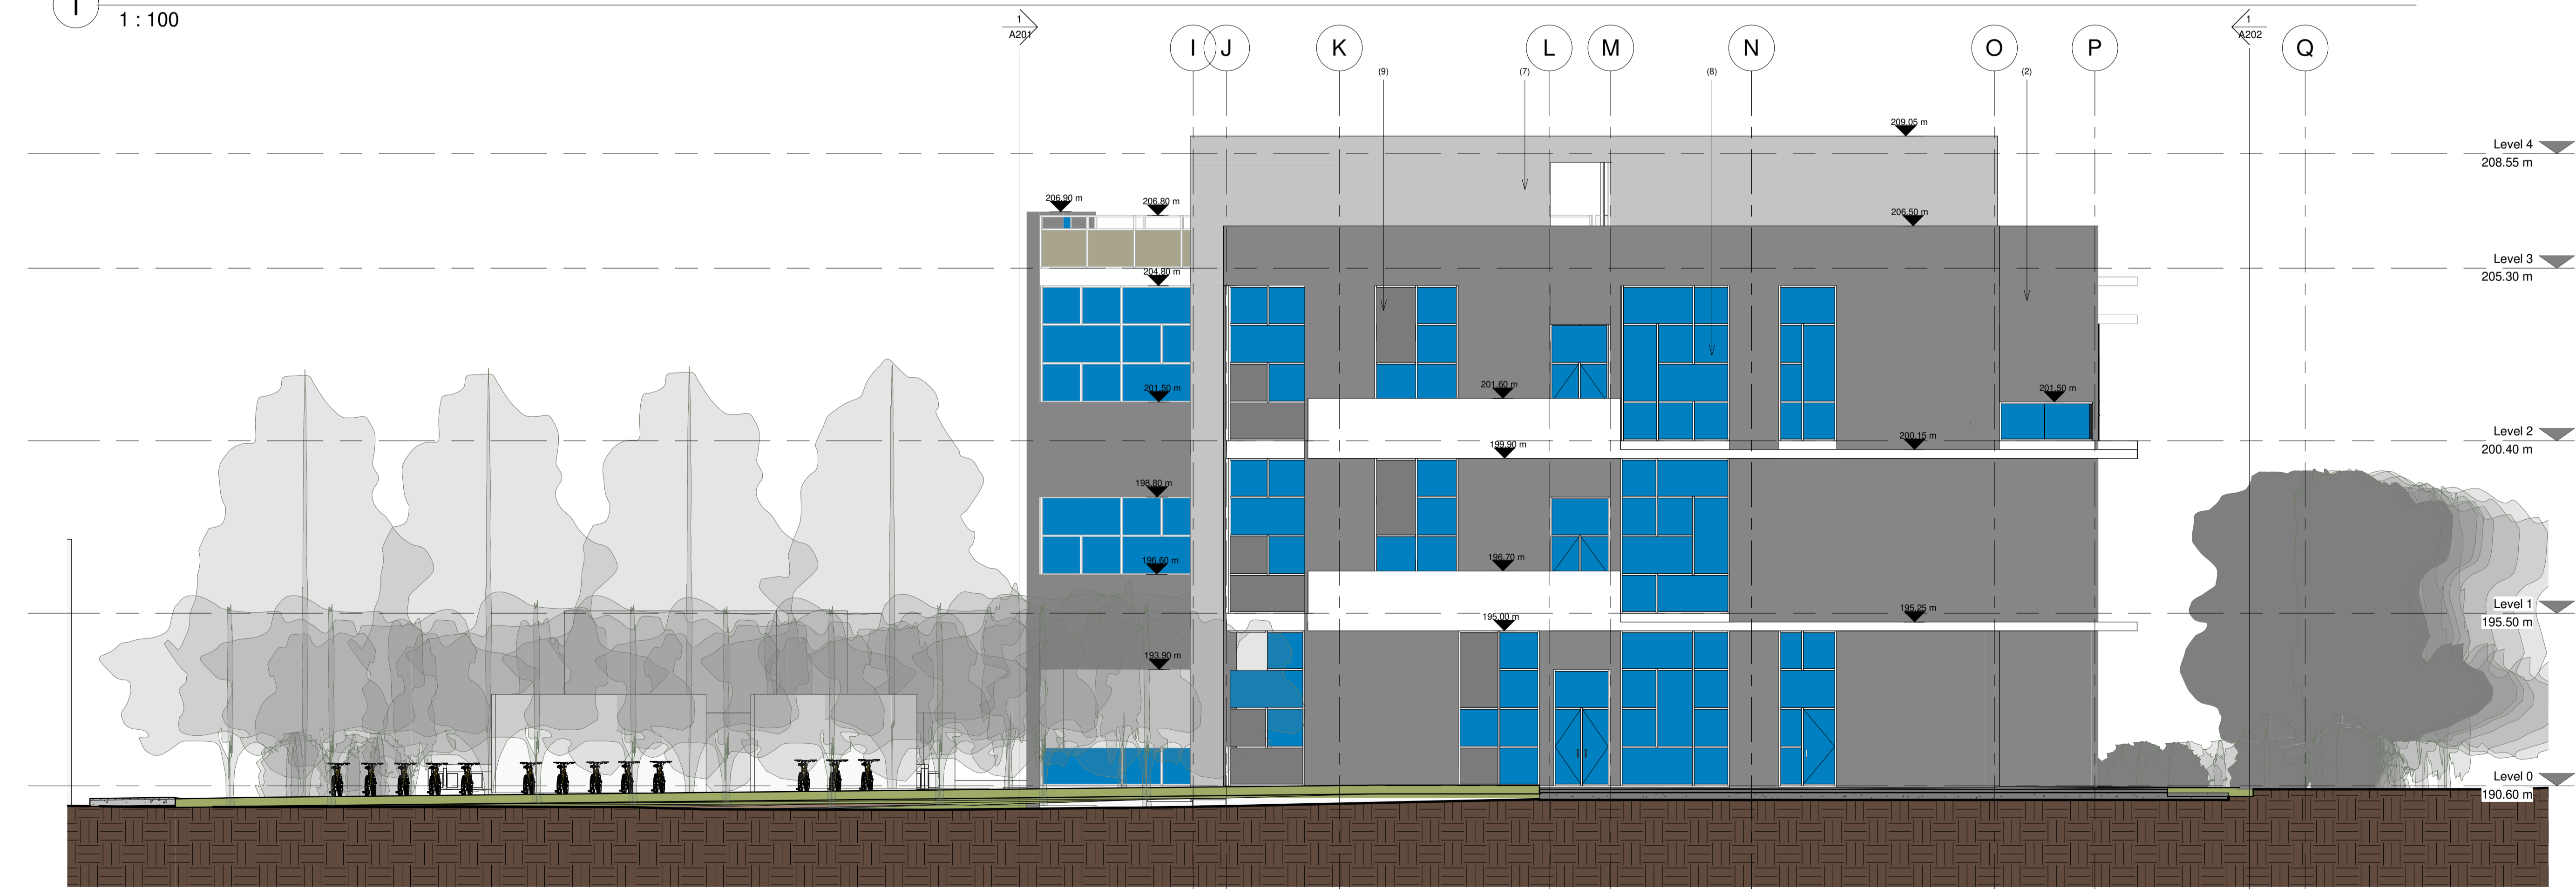 1
1 : 100
1
A201
1
A202
I
J
K
L
M
N
O
P
Q
(9)
(7)
(8)
(2)
209.05 m
Level 4
208.55 m
206.90 m
206.80 m
206.50 m
Level 3
205.30 m
204.80 m
201.50 m
201.60 m
201.50 m
Level 2
200.40 m
200.15 m
199.90 m
198.80 m
196.60 m
196.70 m
Level 1
195.50 m
195.25 m
195.00 m
193.90 m
Level 0
190.60 m